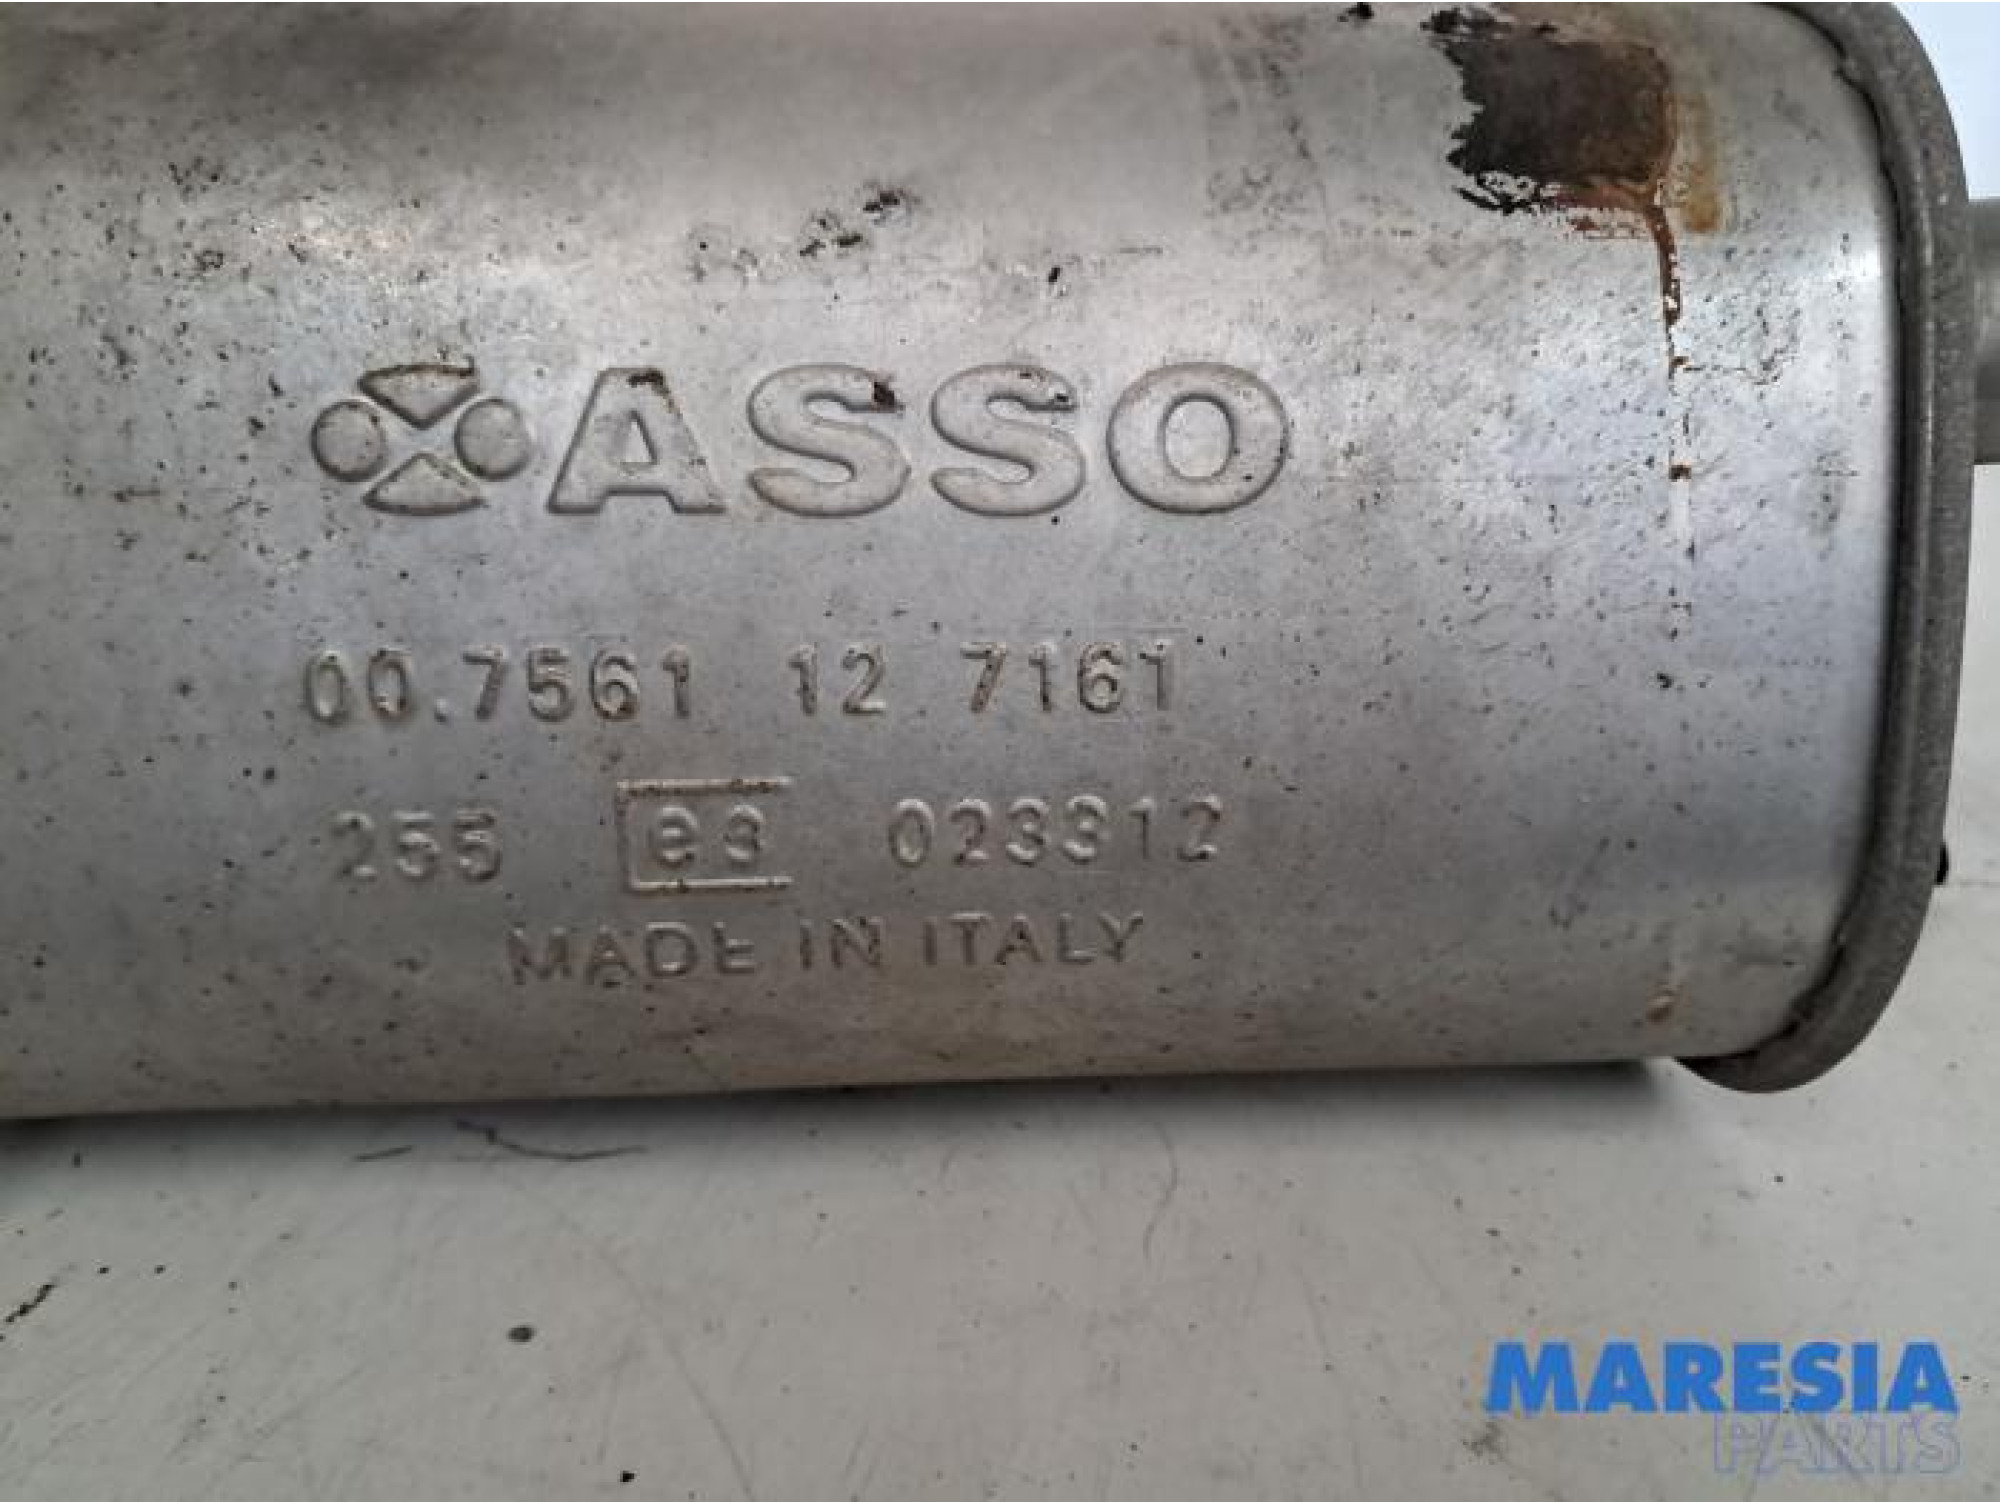 ASSO
00.7561 12 7161
255 e3 023312
MADE IN ITALY
MARESIA
PARTS